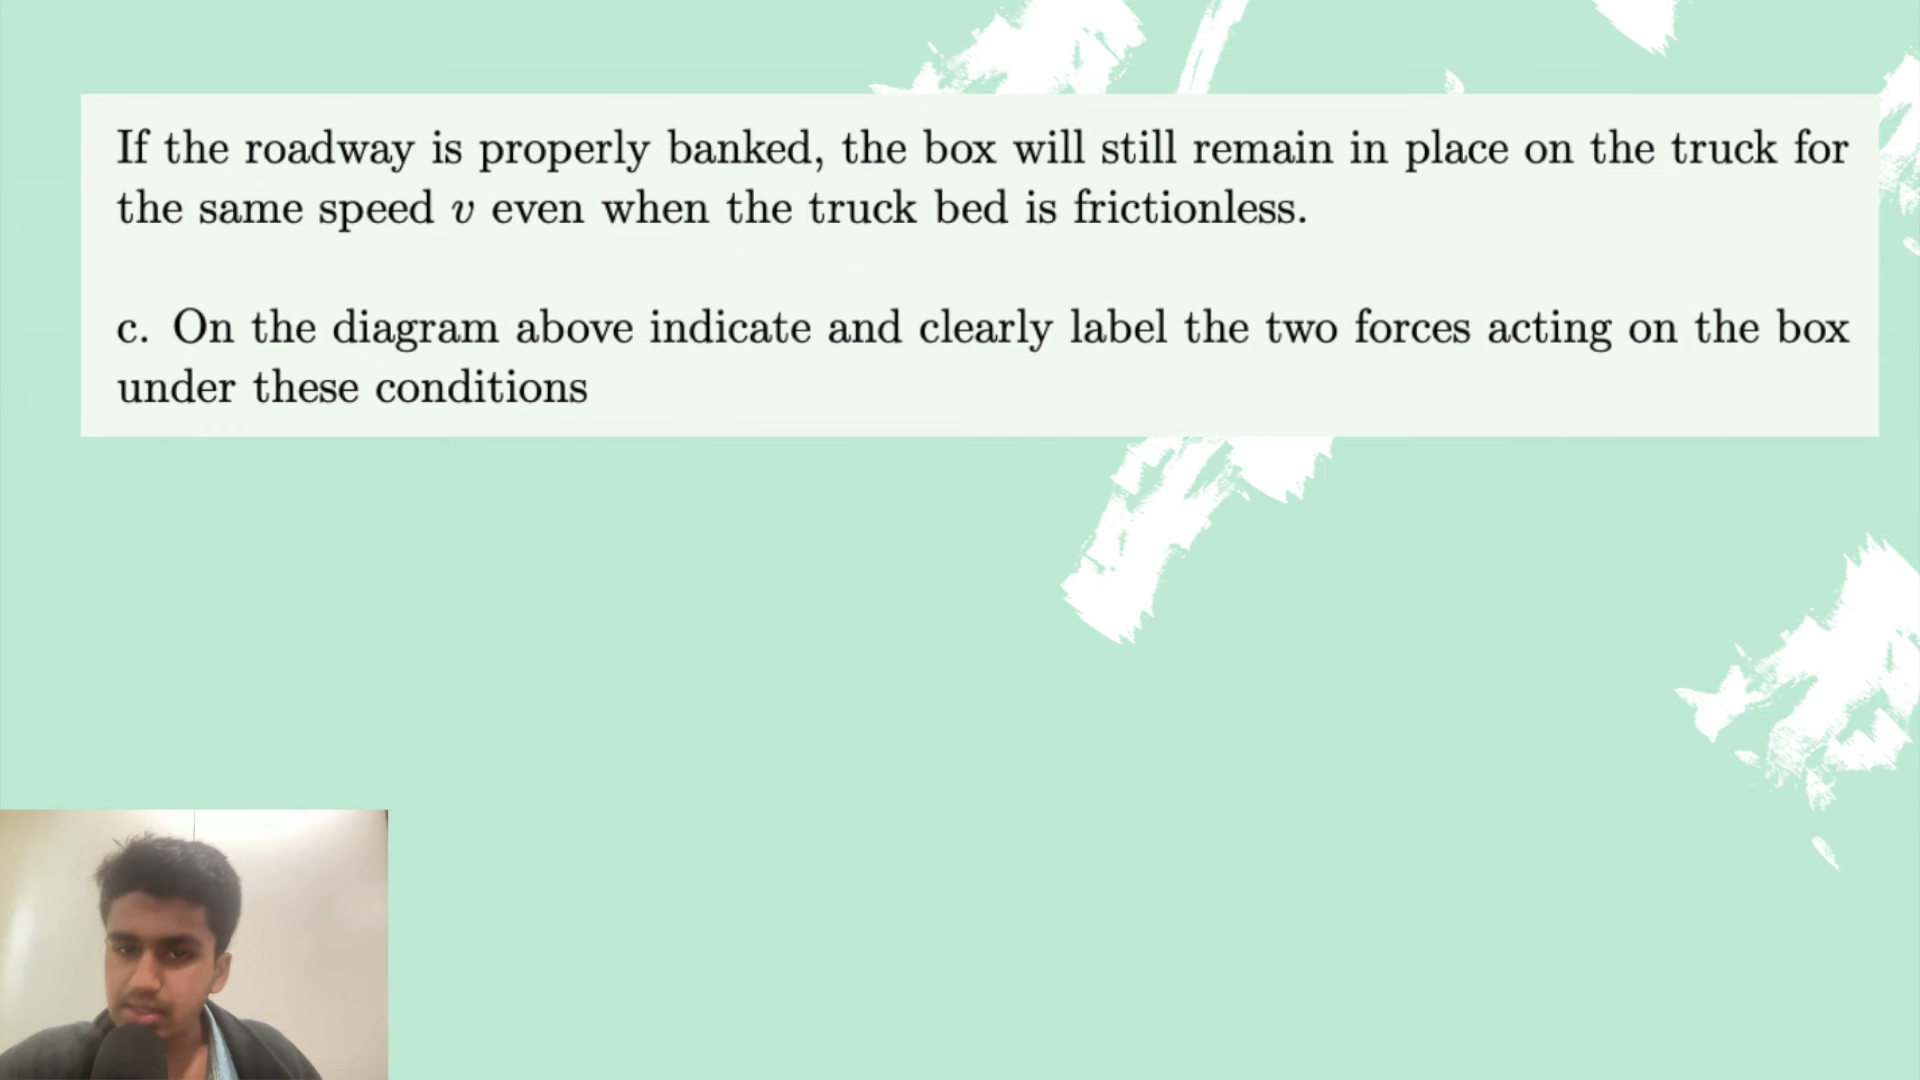 If the roadway is properly banked, the box will still remain in place on the truck for
the same speed v even when the truck bed is frictionless.
c. On the diagram above indicate and clearly label the two forces acting on the box
under these conditions